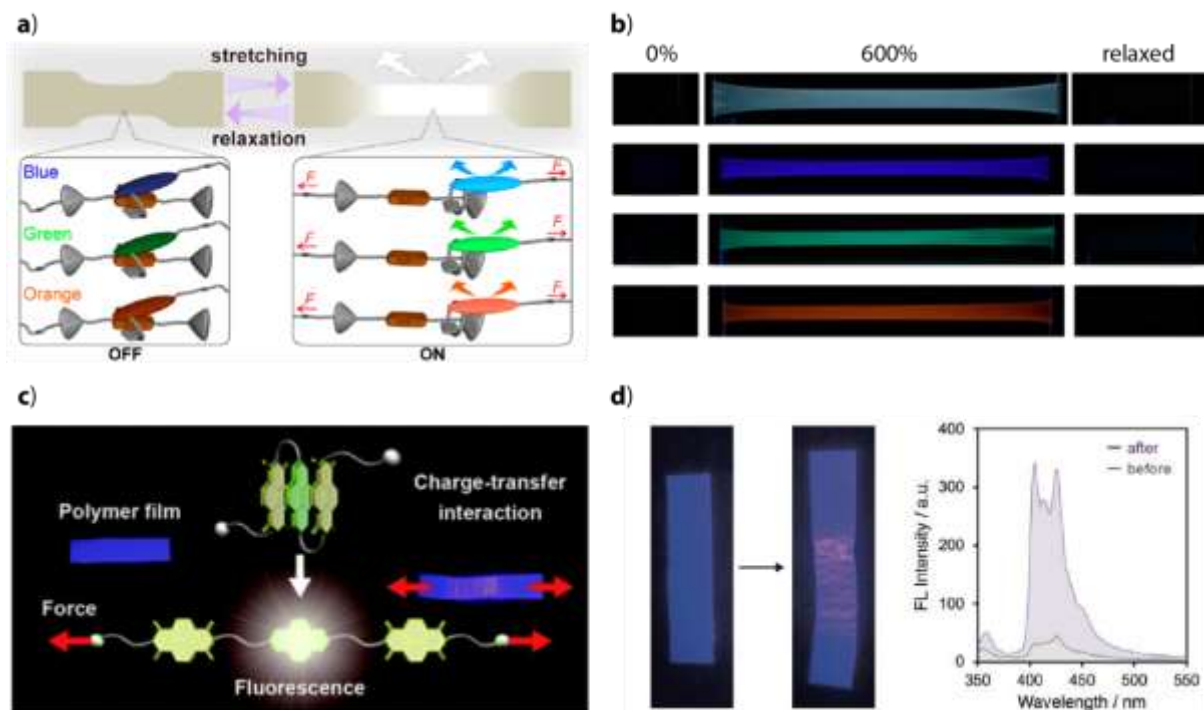 a)
stretching
relaxation
Blue
Green
Orange
OFF
F
F
F
F
F
F
ON
b)
0%
600%
relaxed
c)
Polymer film
Charge-transfer
interaction
Force
Fluorescence
d)
400
300
200
100
0
FL Intensity / a.u.
after
before
350
400
450
500
550
Wavelength / nm